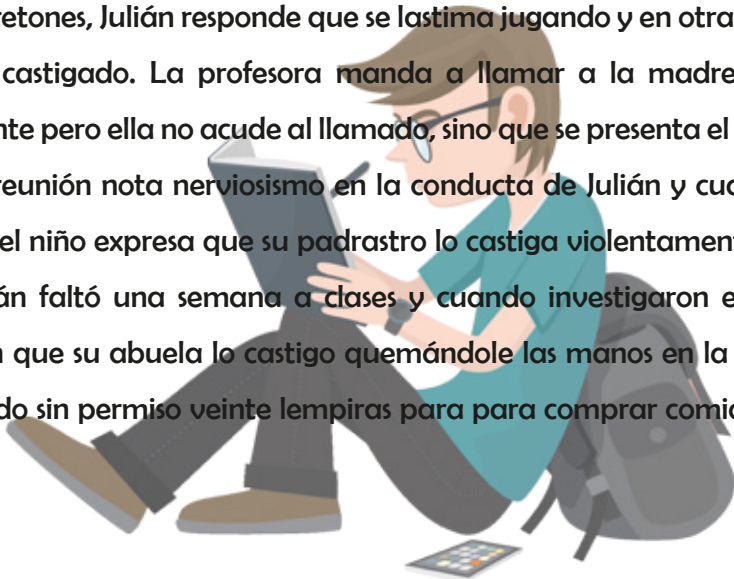 retones, Julián responde que se lastima jugando y en otra
castigado. La profesora manda a llamar a la madre
nte pero ella no acude al llamado, sino que se presenta el
reunión nota nerviosismo en la conducta de Julián y cua
el niño expresa que su padrastro lo castiga violentamen
án faltó una semana a clases y cuando investigaron e
que su abuela lo castigo quemándole las manos en la
do sin permiso veinte lempiras para para comprar comi